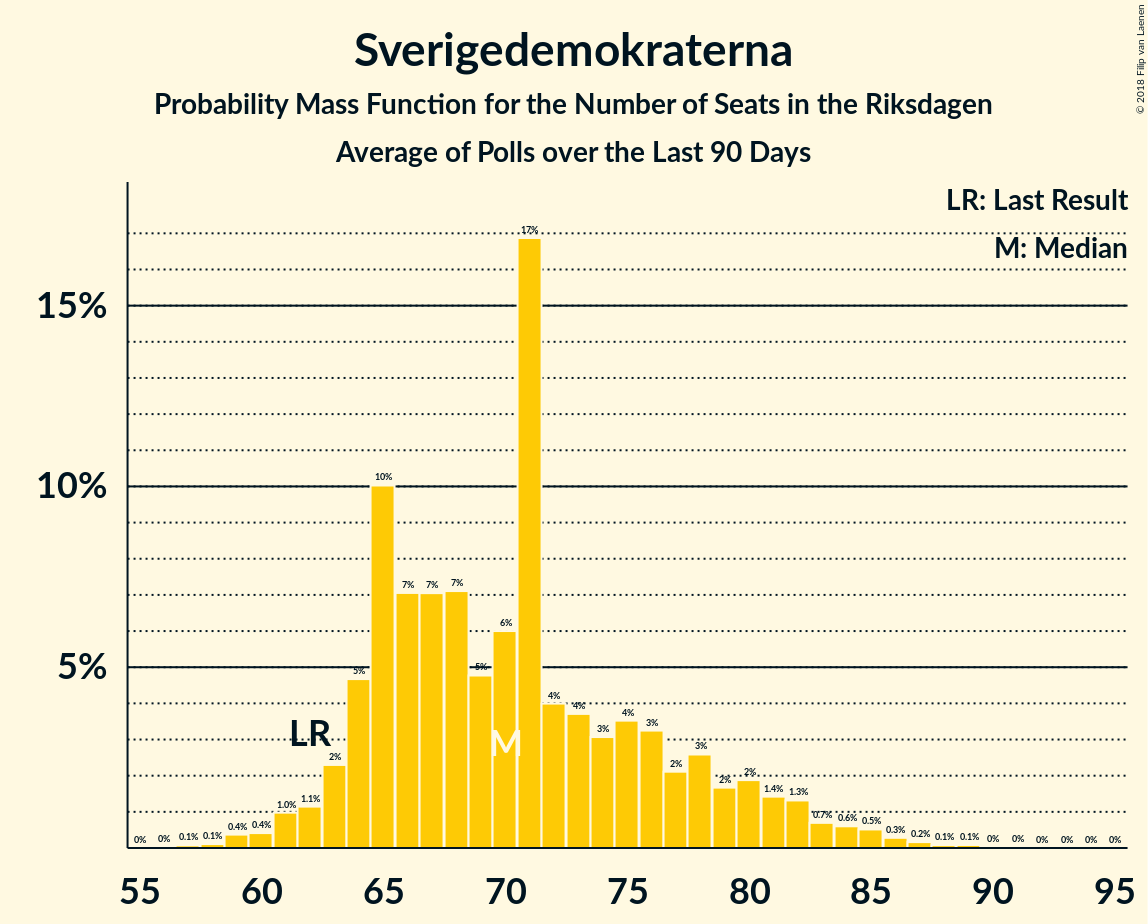 Sverigedemokraterna
Probability Mass Function for the Number of Seats in the Riksdagen
Average of Polls over the Last 90 Days
© 2018 Filip van Laenen
LR: Last Result
M: Median
15%
10%
5%
0% 0% 0.1% 0.1% 0.4% 0.4% 1.0% 1.1% 2% 5% 10% 7% 7% 7% 5% 6% 17% 4% 4% 3% 4% 3% 2% 3% 2% 2% 1.4% 1.3% 0.7% 0.6% 0.5% 0.3% 0.2% 0.1% 0.1% 0% 0% 0% 0% 0% 0%
LR
M
55 60 65 70 75 80 85 90 95